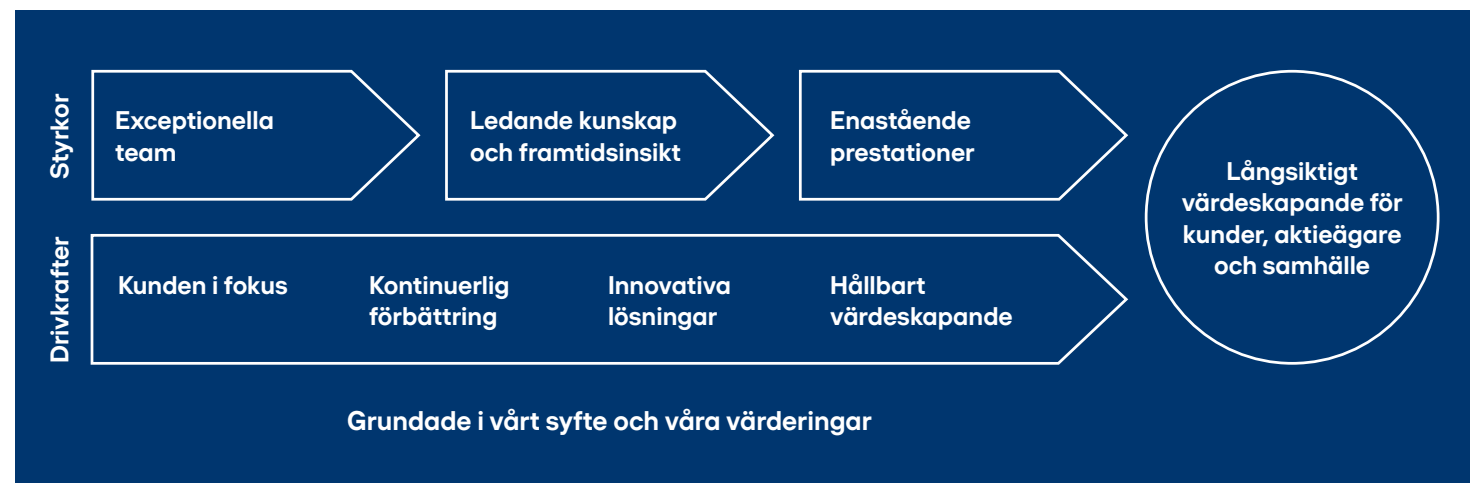 Styrkor
Exceptionella
team
Ledande kunskap
och framtidsinsikt
Enastående
prestationer
Drivkrafter
Kunden i fokus
Kontinuerlig
förbättring
Innovativa
lösningar
Hållbart
värdeskapande
Långsiktigt
värdeskapande för
kunder, aktieägare
och samhälle
Grundade i vårt syfte och våra värderingar